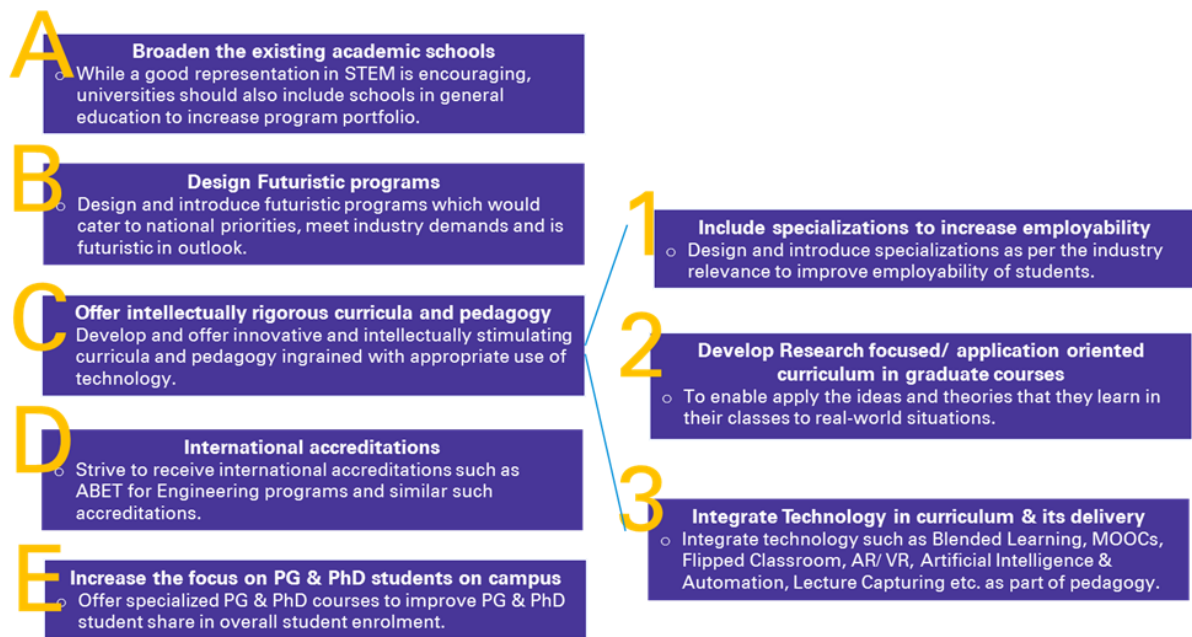 A
Broaden the existing academic schools
o While a good representation in STEM is encouraging,
universities should also include schools in general
education to increase program portfolio.
B
Design Futuristic programs
o Design and introduce futuristic programs which would
cater to national priorities, meet industry demands and is
futuristic in outlook.
C
Offer intellectually rigorous curricula and pedagogy
o Develop and offer innovative and intellectually stimulating
curricula and pedagogy ingrained with appropriate use of
technology.
D
International accreditations
o Strive to receive international accreditations such as
ABET for Engineering programs and similar such
accreditations.
E
Increase the focus on PG & PhD students on campus
o Offer specialized PG & PhD courses to improve PG & PhD
student share in overall student enrolment.
1
Include specializations to increase employability
o Design and introduce specializations as per the industry
relevance to improve employability of students.
2
Develop Research focused/ application oriented
curriculum in graduate courses
o To enable apply the ideas and theories that they learn in
their classes to real-world situations.
3
Integrate Technology in curriculum & its delivery
o Integrate technology such as Blended Learning, MOOCs,
Flipped Classroom, AR/ VR, Artificial Intelligence &
Automation, Lecture Capturing etc. as part of pedagogy.